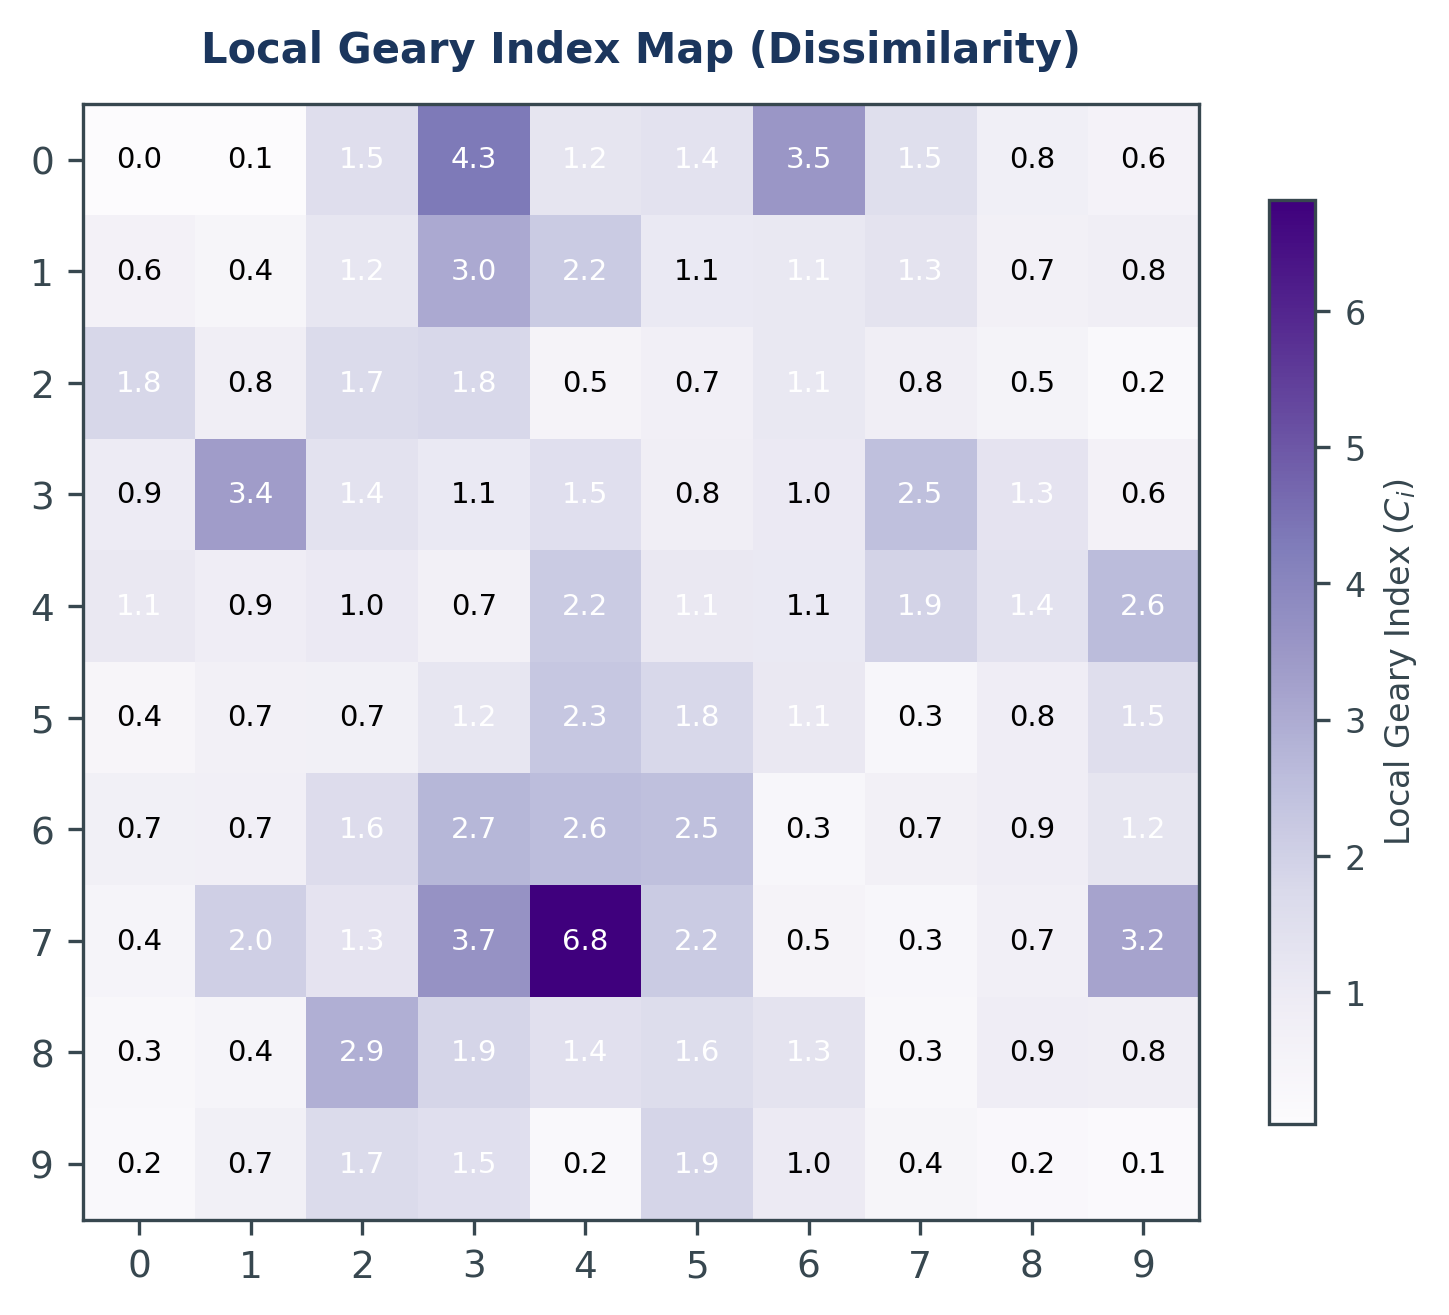 Local Geary Index Map (Dissimilarity)
0 0.0 0.1 1.5 4.3 1.2 1.4 3.5 1.5 0.8 0.6
1 0.6 0.4 1.2 3.0 2.2 1.1 1.1 1.3 0.7 0.8
2 1.8 0.8 1.7 1.8 0.5 0.7 1.1 0.8 0.5 0.2
3 0.9 3.4 1.4 1.1 1.5 0.8 1.0 2.5 1.3 0.6
4 1.1 0.9 1.0 0.7 2.2 1.1 1.1 1.9 1.4 2.6
5 0.4 0.7 0.7 1.2 2.3 1.8 1.1 0.3 0.8 1.5
6 0.7 0.7 1.6 2.7 2.6 2.5 0.3 0.7 0.9 1.2
7 0.4 2.0 1.3 3.7 6.8 2.2 0.5 0.3 0.7 3.2
8 0.3 0.4 2.9 1.9 1.4 1.6 1.3 0.3 0.9 0.8
9 0.2 0.7 1.7 1.5 0.2 1.9 1.0 0.4 0.2 0.1
0 1 2 3 4 5 6 7 8 9
6
5
4
3
2
1
Local Geary Index (C_i)